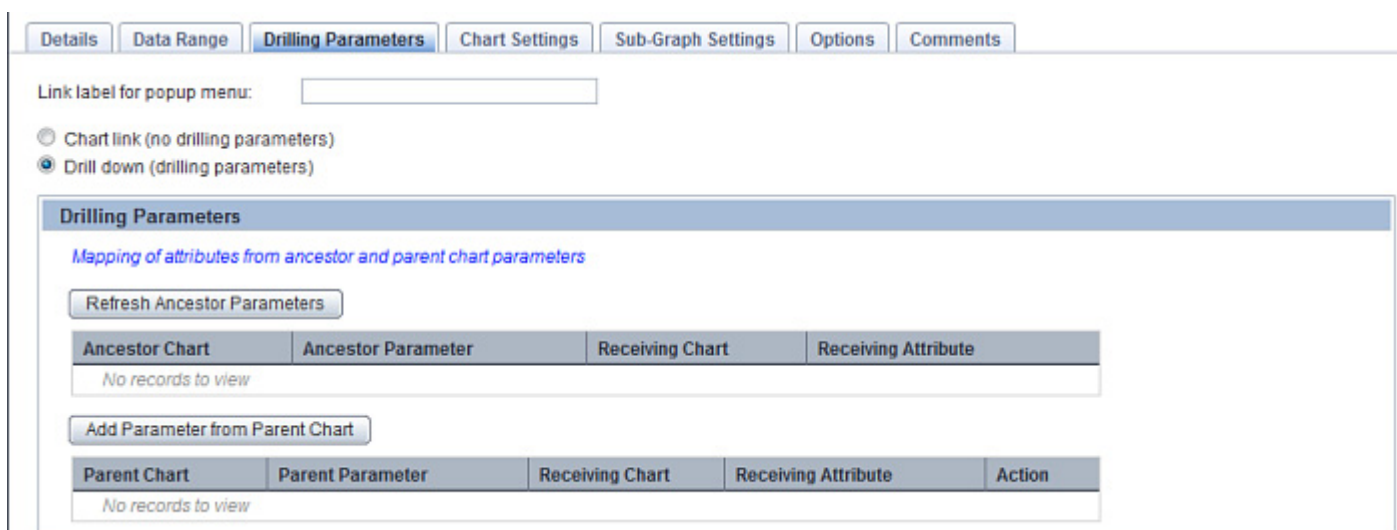 Details Data Range Drilling Parameters Chart Settings Sub-Graph Settings Options Comments
Link label for popup menu:
Chart link (no drilling parameters)
Drill down (drilling parameters)
Drilling Parameters
Mapping of attributes from ancestor and parent chart parameters
Refresh Ancestor Parameters
Ancestor Chart Ancestor Parameter Receiving Chart Receiving Attribute
No records to view
Add Parameter from Parent Chart
Parent Chart Parent Parameter Receiving Chart Receiving Attribute Action
No records to view